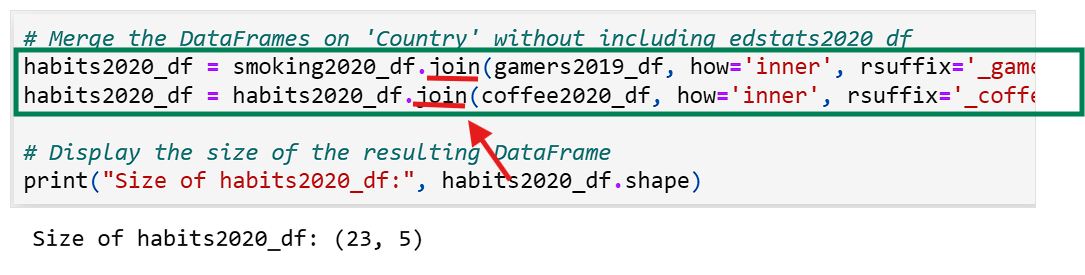 # Merge the DataFrames on 'Country' without including edstats2020 df
habits2020_df = smoking2020_df.join(gamers2019_df, how='inner', rsuffix='_game
habits2020_df = habits2020_df.join(coffee2020_df, how='inner', rsuffix='_coffe
# Display the size of the resulting DataFrame
print("Size of habits2020_df:", habits2020_df.shape)
Size of habits2020_df: (23, 5)